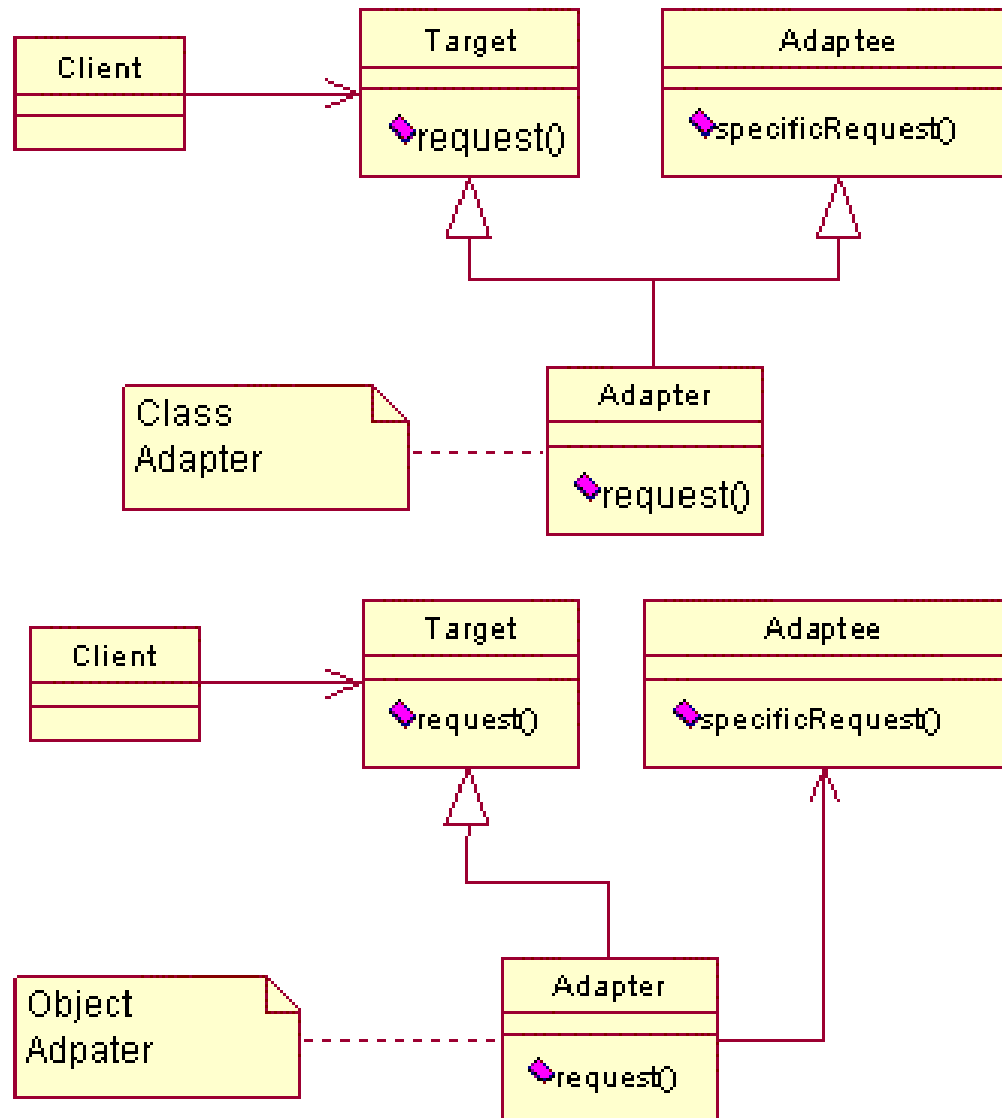 Client
Target
request()
Adaptee
specificRequest()
Class
Adapter
Adapter
request()
Client
Target
request()
Adaptee
specificRequest()
Object
Adpater
Adapter
request()